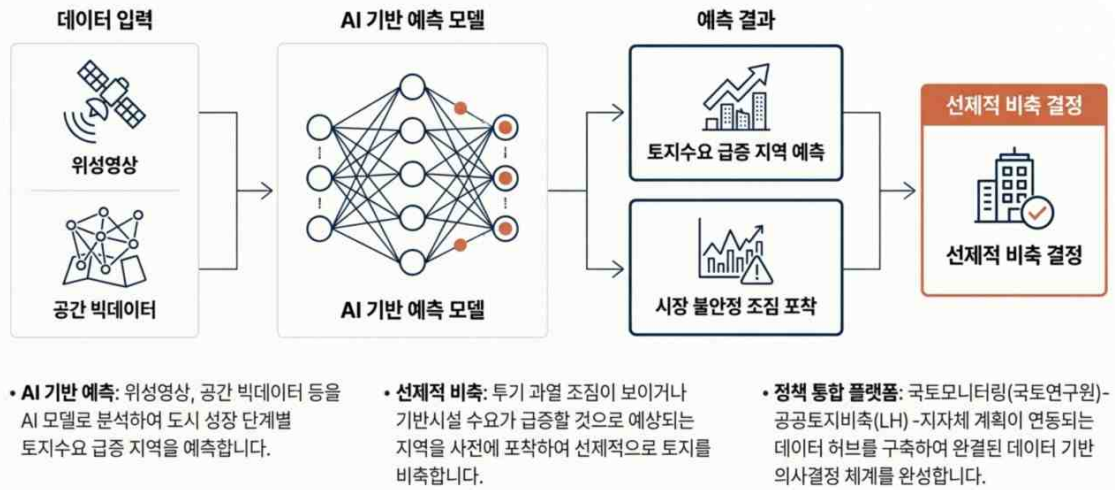 데이터 입력
AI 기반 예측 모델
예측 결과
위성영상
공간 빅데이터
AI 기반 예측 모델
토지수요 급증 지역 예측
시장 불안정 조짐 포착
선제적 비축 결정
선제적 비축 결정
• AI 기반 예측: 위성영상, 공간 빅데이터 등을
AI 모델로 분석하여 도시 성장 단계별
토지수요 급증 지역을 예측합니다.
• 선제적 비축: 투기 과열 조짐이 보이거나
기반시설 수요가 급증할 것으로 예상되는
지역을 사전에 포착하여 선제적으로 토지를
비축합니다.
• 정책 통합 플랫폼: 국토모니터링(국토연구원)-
공공토지비축(LH) -지자체 계획이 연동되는
데이터 허브를 구축하여 완결된 데이터 기반
의사결정 체계를 완성합니다.